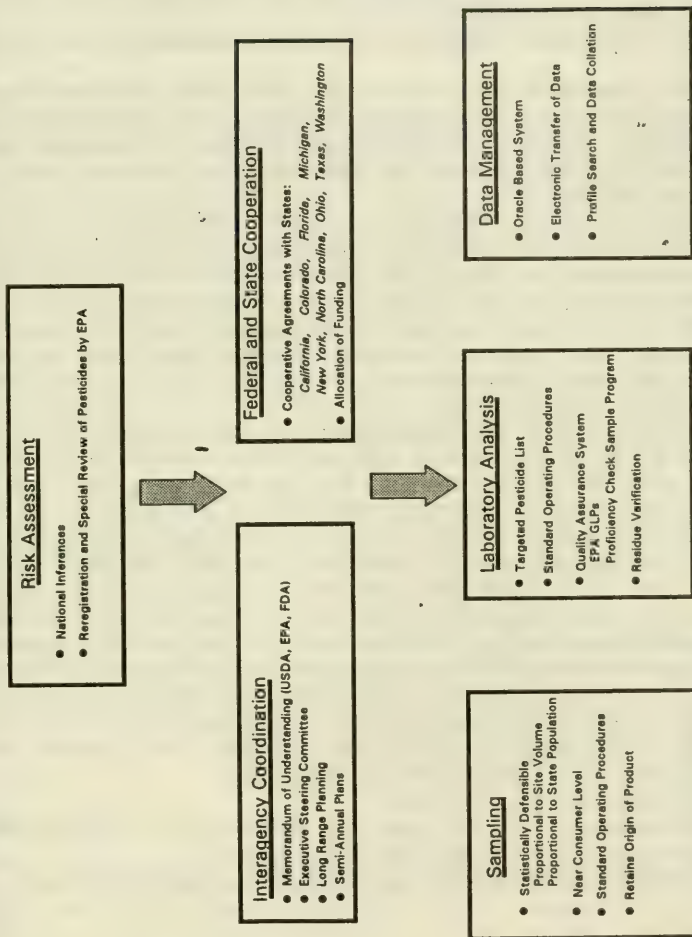 Risk Assessment
● National Inferences
● Reregistration and Special Review of Pesticides by EPA
Interagency Coordination
● Memorandum of Understanding (USDA, EPA, FDA)
● Executive Steering Committee
● Long Range Planning
● Semi-Annual Plans
Federal and State Cooperation
● Cooperative Agreements with States:
California, Colorado, Florida, Michigan,
New York, North Carolina, Ohio, Texas, Washington
● Allocation of Funding
Sampling
● Statistically Defensible
Proportional to Site Volume
Proportional to State Population
● Near Consumer Level
● Standard Operating Procedures
● Retains Origin of Product
Laboratory Analysis
● Targeted Pesticide List
● Standard Operating Procedures
● Quality Assurance System
EPA GLPs
Proficiency Check Sample Program
● Residue Verification
Data Management
● Oracle Based System
● Electronic Transfer of Data
● Profile Search and Data Collation